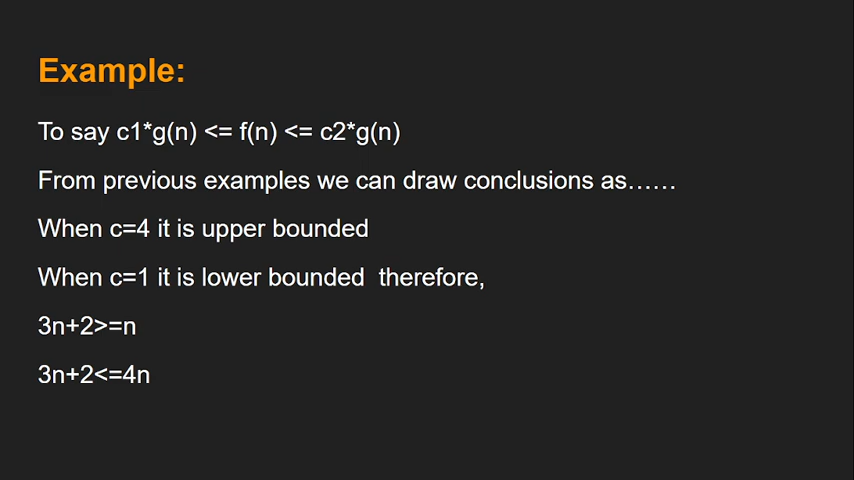 Example:
To say c1*g(n) <= f(n) <= c2*g(n)
From previous examples we can draw conclusions as……
When c=4 it is upper bounded
When c=1 it is lower bounded  therefore,
3n+2>=n
3n+2<=4n